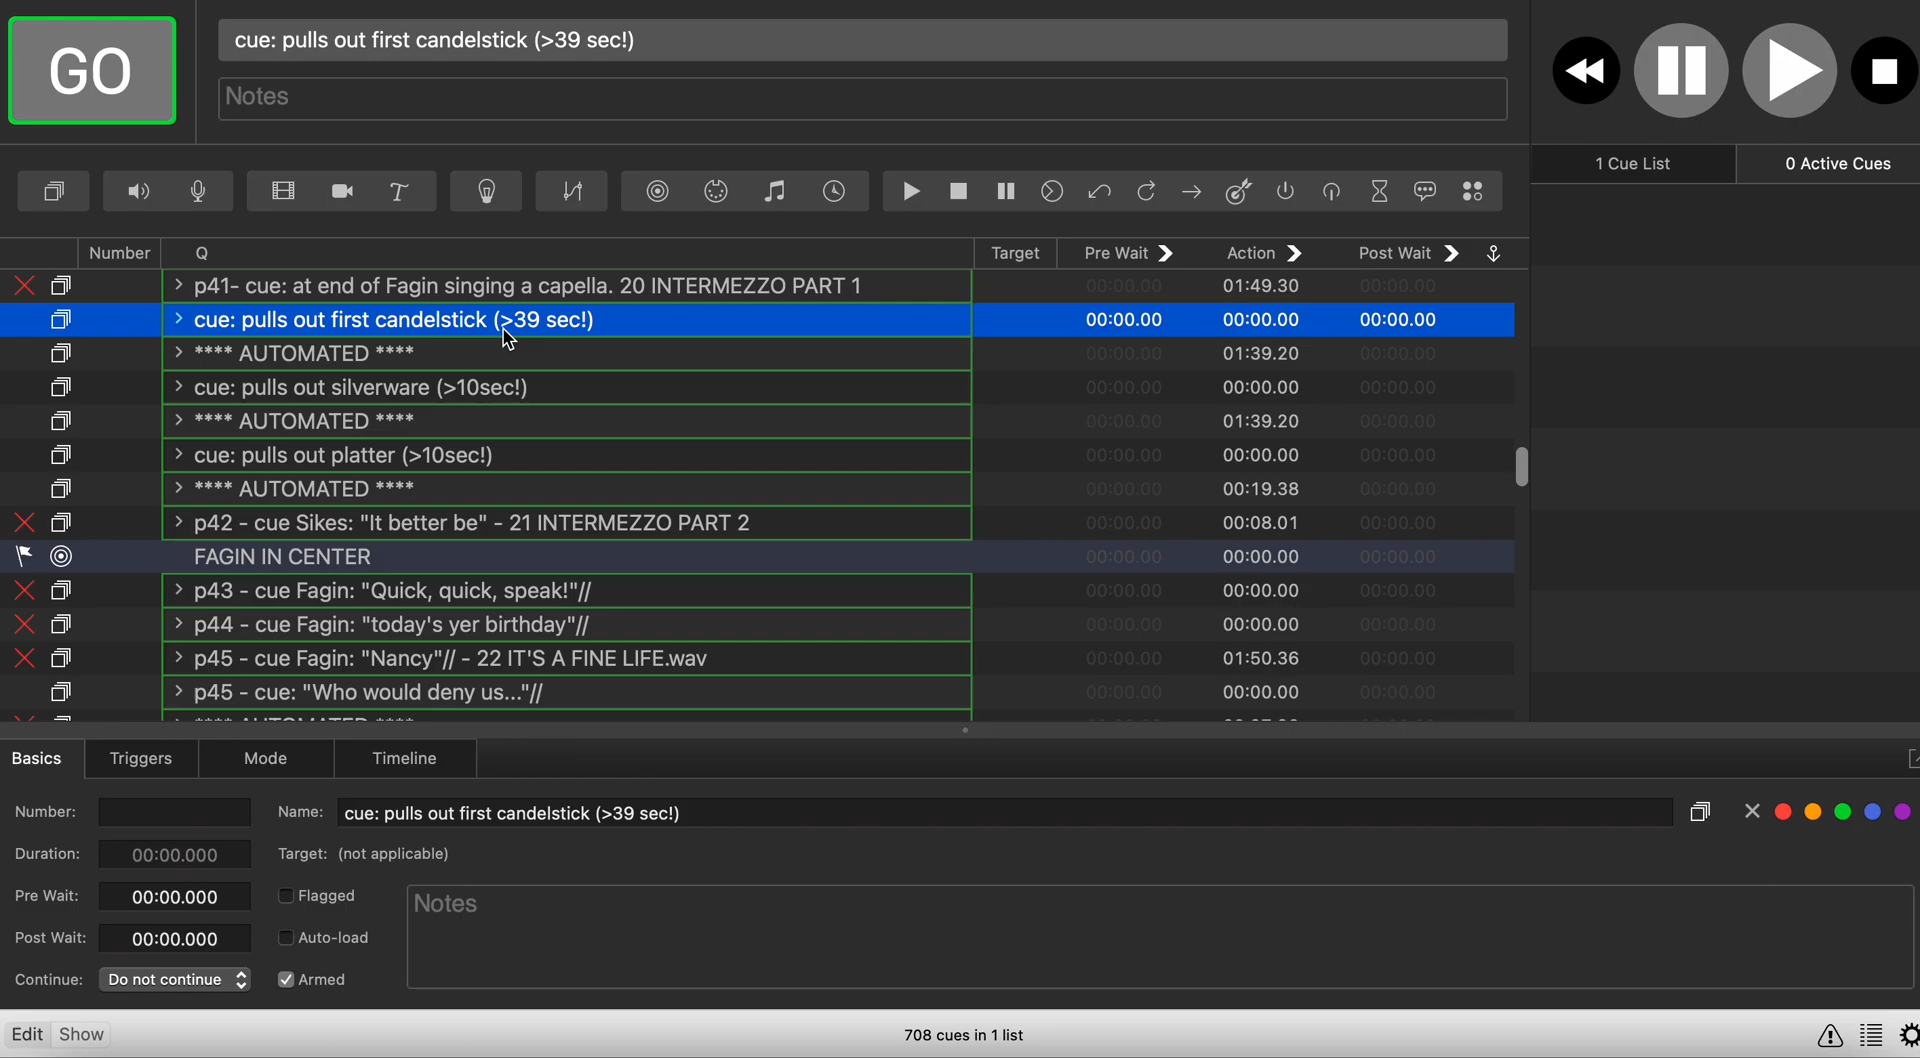 GO
cue: pulls out first candelstick (>39 sec!)
Notes
1 Cue List
0 Active Cues
Number Q Target Pre Wait Action Post Wait
p41- cue: at end of Fagin singing a capella. 20 INTERMEZZO PART 1 00:00.00 01:49.30 00:00.00
cue: pulls out first candelstick (>39 sec!) 00:00.00 00:00.00 00:00.00
**** AUTOMATED **** 00:00.00 01:39.20 00:00.00
cue: pulls out silverware (>10sec!) 00:00.00 00:00.00 00:00.00
**** AUTOMATED **** 00:00.00 01:39.20 00:00.00
cue: pulls out platter (>10sec!) 00:00.00 00:00.00 00:00.00
**** AUTOMATED **** 00:00.00 00:19.38 00:00.00
p42 - cue Sikes: "It better be" - 21 INTERMEZZO PART 2 00:00.00 00:08.01 00:00.00
FAGIN IN CENTER 00:00.00 00:00.00 00:00.00
p43 - cue Fagin: "Quick, quick, speak!"// 00:00.00 00:00.00 00:00.00
p44 - cue Fagin: "today's yer birthday"// 00:00.00 00:00.00 00:00.00
p45 - cue Fagin: "Nancy"// - 22 IT'S A FINE LIFE.wav 00:00.00 01:50.36 00:00.00
p45 - cue: "Who would deny us..."// 00:00.00 00:00.00 00:00.00
Basics Triggers Mode Timeline
Number: Name: cue: pulls out first candelstick (>39 sec!)
Duration: 00:00.000 Target: (not applicable)
Pre Wait: 00:00.000 Flagged Notes
Post Wait: 00:00.000 Auto-load
Continue: Do not continue Armed
Edit Show 708 cues in 1 list